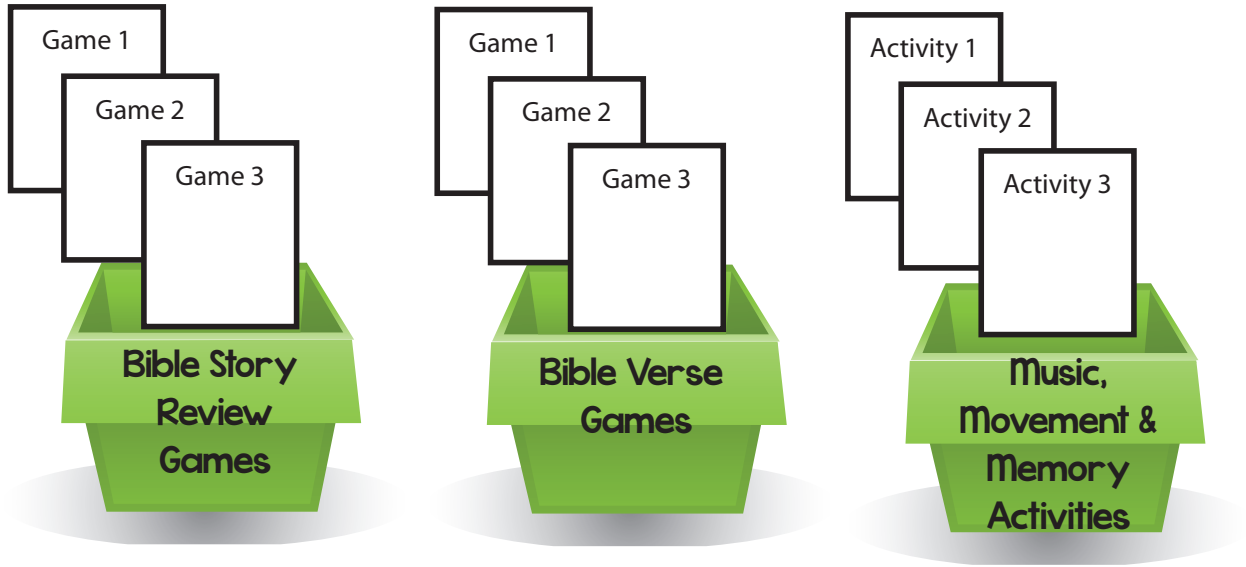 Game 1
Game 2
Game 3
Bible Story
Review
Games
Game 1
Game 2
Game 3
Bible Verse
Games
Activity 1
Activity 2
Activity 3
Music,
Movement &
Memory
Activities